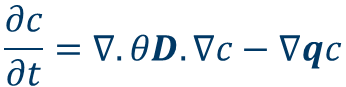 ∂c/∂t = ∇.θD.∇c − ∇qc